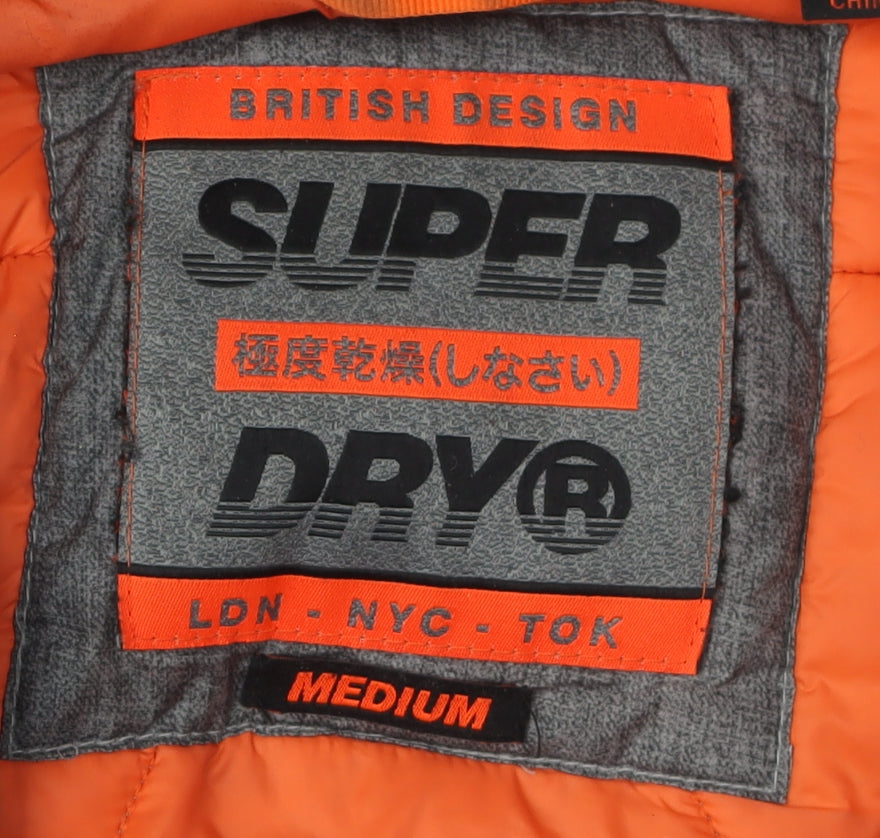 BRITISH DESIGN
SUPER
極度乾燥(しなさい)
DRY®
LDN - NYC - TOK
MEDIUM